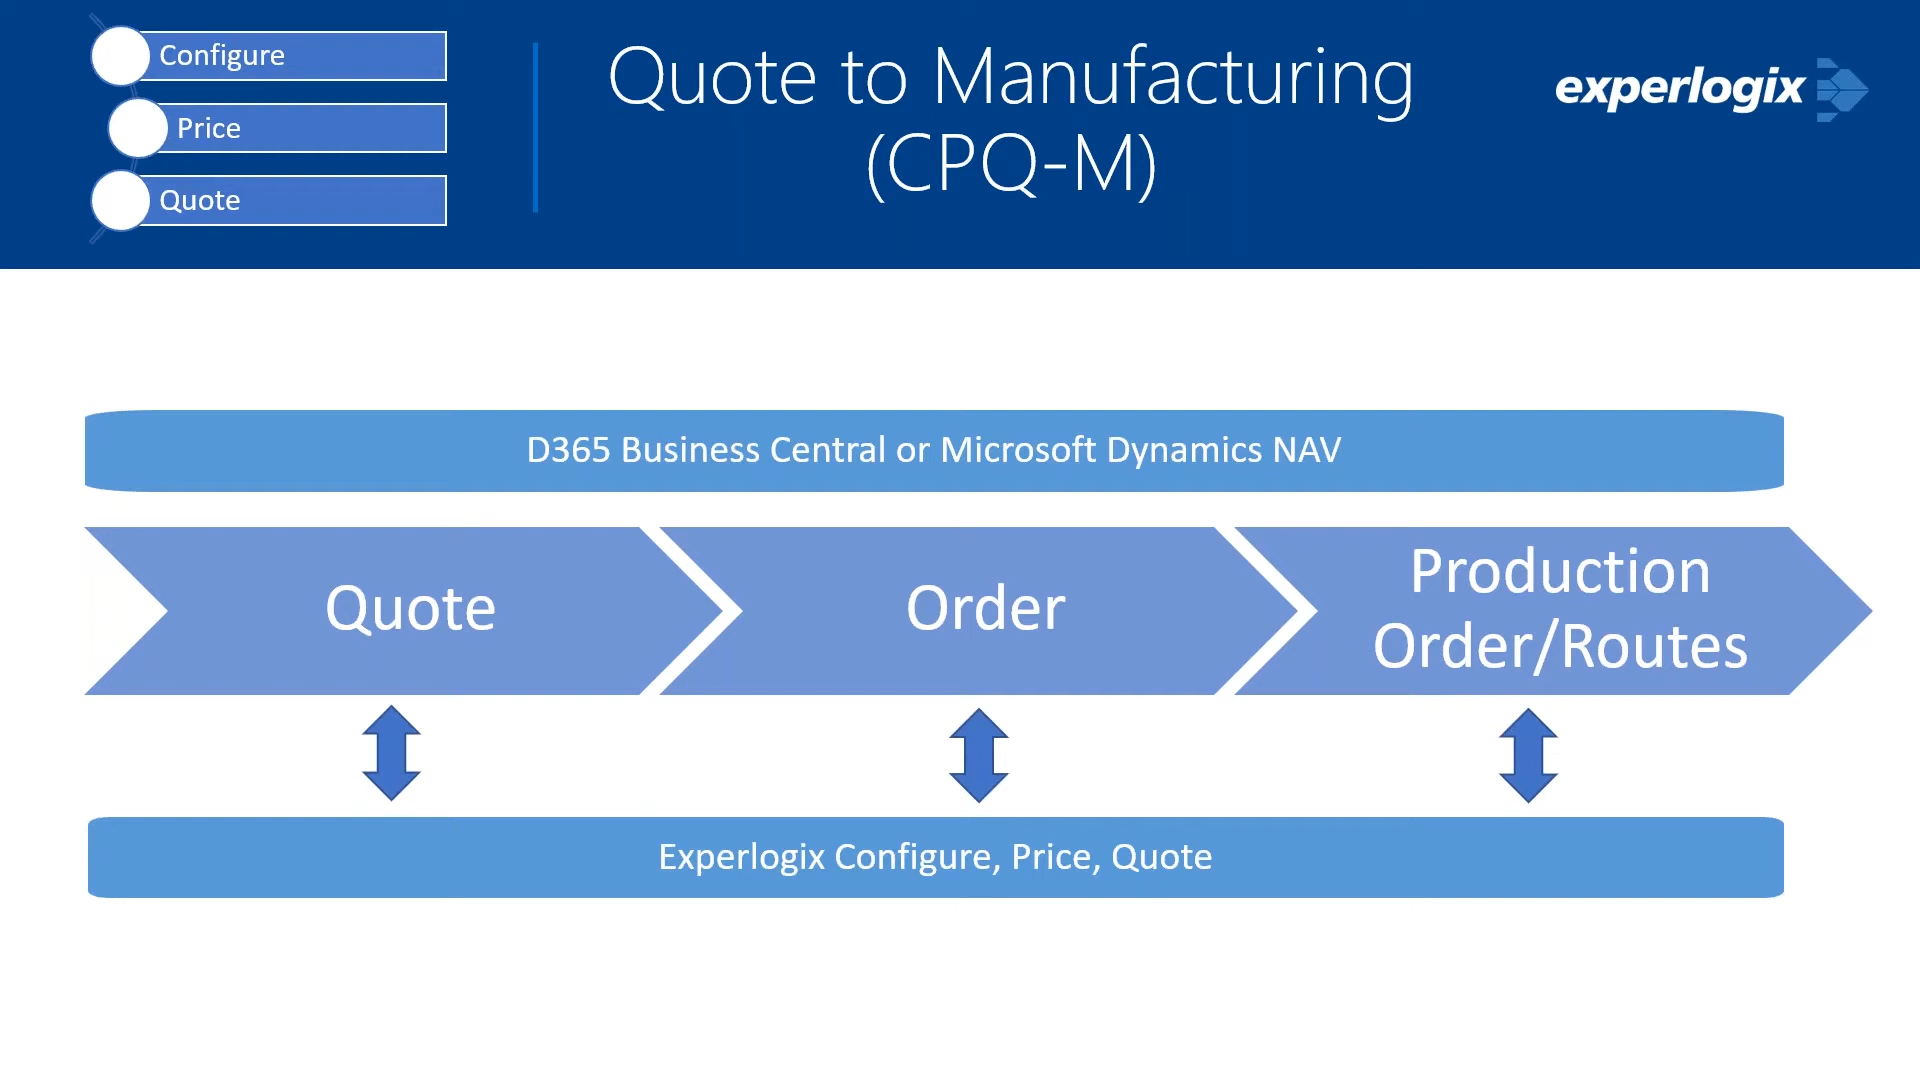 Configure
Price
Quote
Quote to Manufacturing
(CPQ-M)
experlogix
D365 Business Central or Microsoft Dynamics NAV
Quote
Order
Production
Order/Routes
Experlogix Configure, Price, Quote